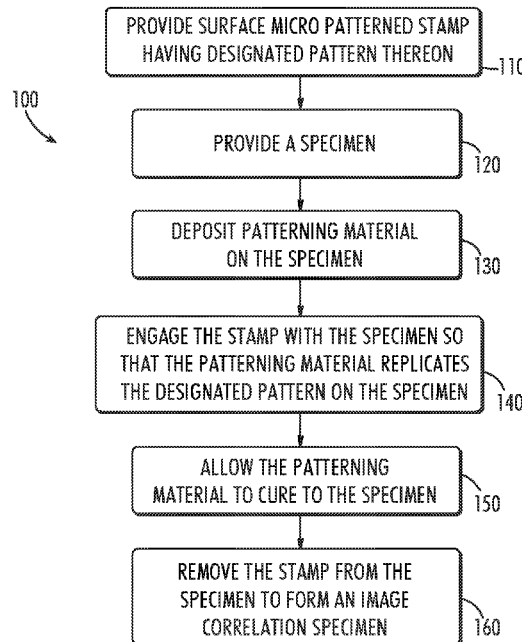 PROVIDE SURFACE MICRO PATTERNED STAMP
HAVING DESIGNATED PATTERN THEREON
110
100
PROVIDE A SPECIMEN
120
DEPOSIT PATTERNING MATERIAL
ON THE SPECIMEN
130
ENGAGE THE STAMP WITH THE SPECIMEN SO
THAT THE PATTERNING MATERIAL REPLICATES
THE DESIGNATED PATTERN ON THE SPECIMEN
140
ALLOW THE PATTERNING
MATERIAL TO CURE TO THE SPECIMEN
150
REMOVE THE STAMP FROM THE
SPECIMEN TO FORM AN IMAGE
CORRELATION SPECIMEN
160